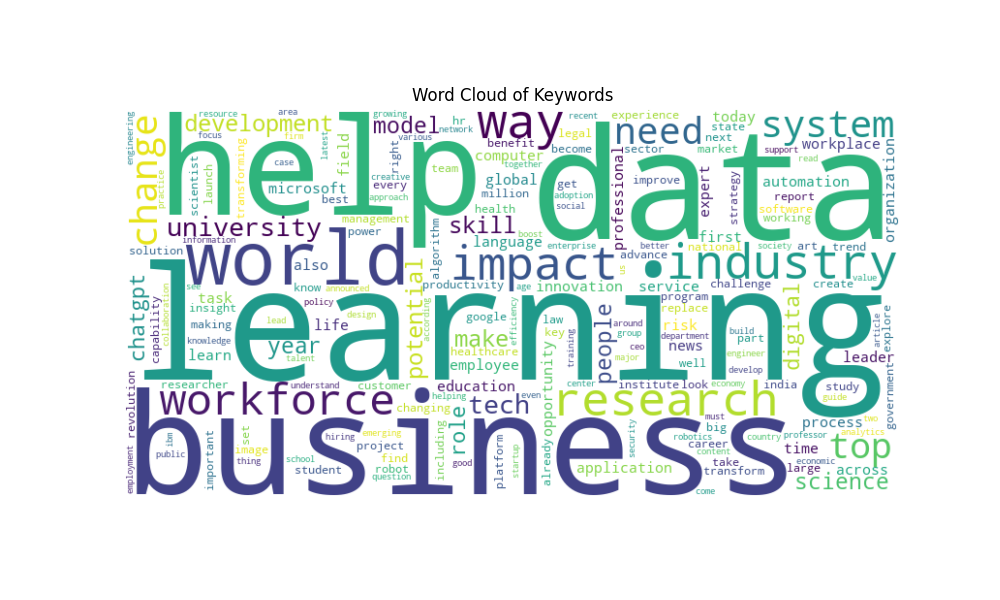 Word Cloud of Keywords
help
data
learning
business
world
way
need
system
change
development
model
university
skill
impact
industry
workforce
research
tech
role
top
science
potential
make
people
digital
year
chatgpt
employee
education
application
process
leader
opportunity
innovation
service
risk
professional
automation
organization
workplace
expert
global
language
computer
microsoft
field
task
life
also
learn
insight
making
solution
information
power
management
scientist
launch
transforming
practice
engineering
resource
focus
area
firm
case
latest
best
growing
various
network
hr
right
every
creative
approach
team
benefit
million
together
health
boost
recent
legal
become
experience
sector
get
adoption
social
improve
market
today
state
next
strategy
support
read
software
report
working
first
national
society
art
trend
advance
better
us
news
challenge
create
value
algorithm
enterprise
productivity
age
google
efficiency
law
key
healthcare
according
announced
know
policy
design
lead
talent
see
knowledge
capability
collaboration
program
replace
around
group
ceo
department
major
well
engineer
develop
build
part
article
explore
government
study
guide
india
economy
look
institute
center
training
researcher
understand
customer
changing
helping
even
already
including
platform
startup
good
find
robot
question
project
emerging
hiring
student
school
set
image
thing
important
ibm
public
employment
revolution
security
robotics
content
must
big
career
take
transform
come
country
professor
time
large
economic
across
two
analytics